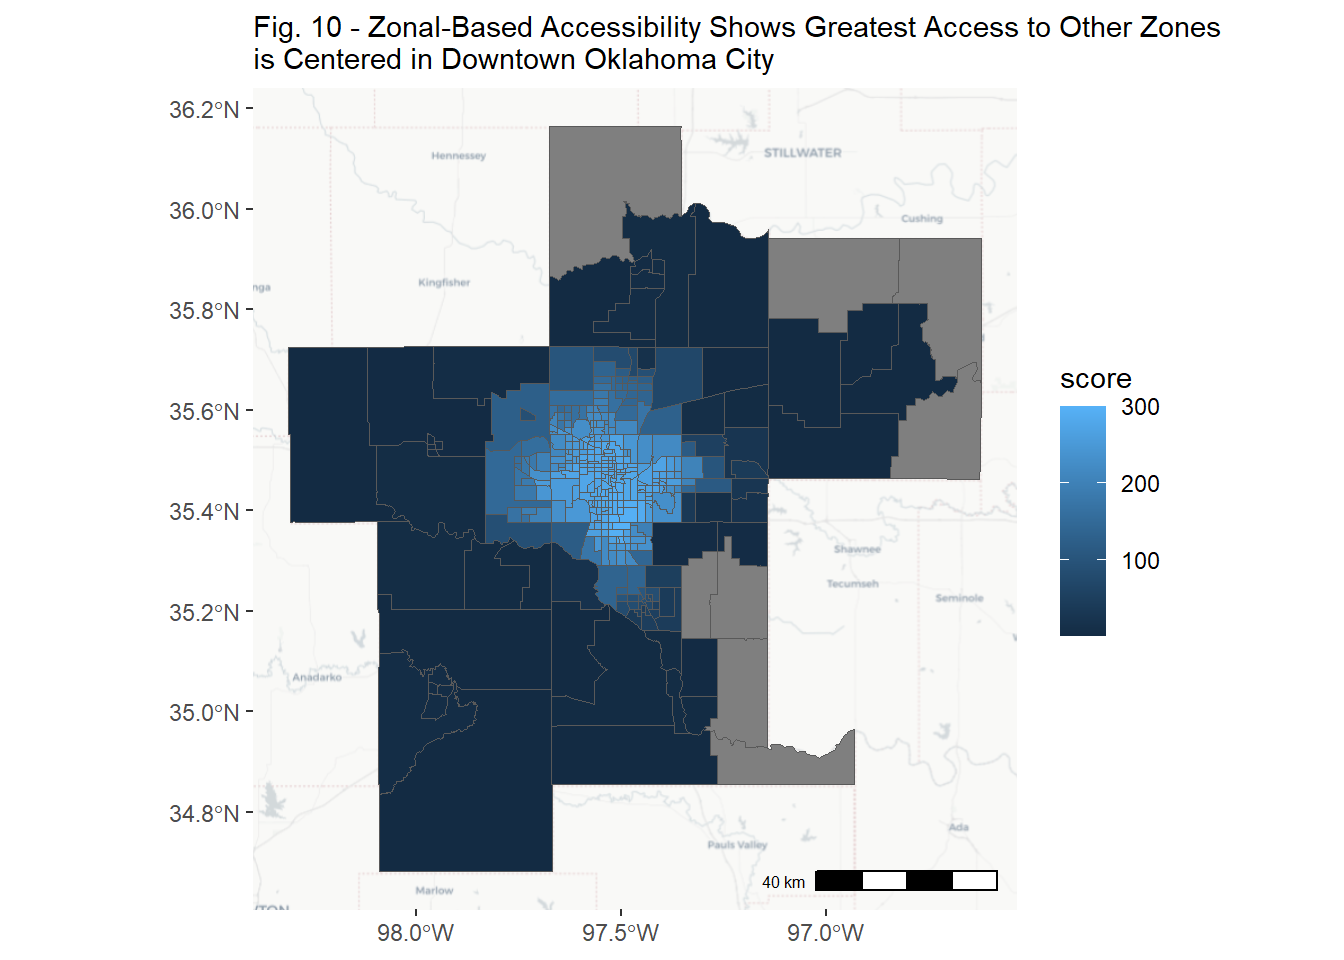 Fig. 10 - Zonal-Based Accessibility Shows Greatest Access to Other Zones
is Centered in Downtown Oklahoma City
36.2°N
36.0°N
35.8°N
35.6°N
35.4°N
35.2°N
35.0°N
34.8°N
Hennessey
STILLWATER
Cushing
Kingfisher
nga
Shawnee
Tecumseh
Seminole
Anadarko
Ada
Pauls Valley
Marlow
40 km
98.0°W
97.5°W
97.0°W
score
300
200
100